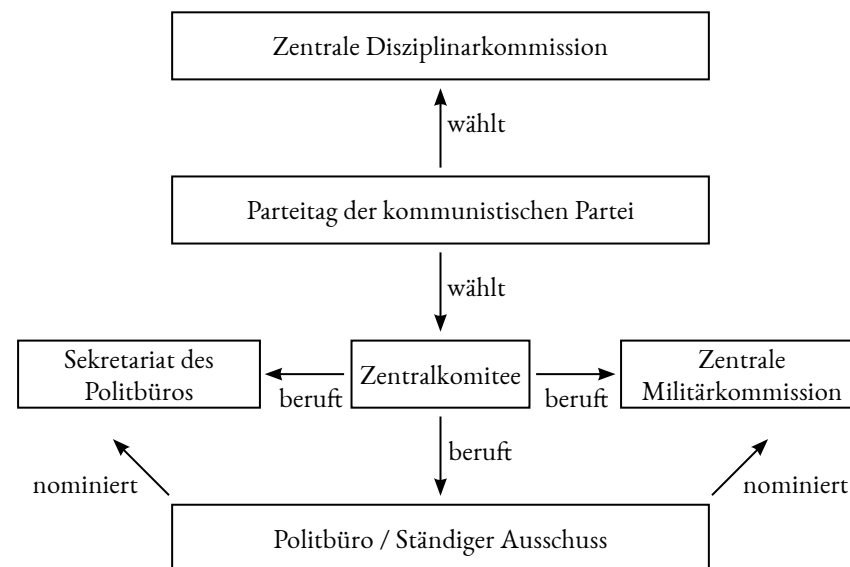 Zentrale Disziplinarkommission
wählt
Parteitag der kommunistischen Partei
wählt
Sekretariat des
Politbüros
beruft
Zentralkomitee
beruft
Zentrale
Militärkommission
beruft
nominiert
nominiert
Politbüro / Ständiger Ausschuss